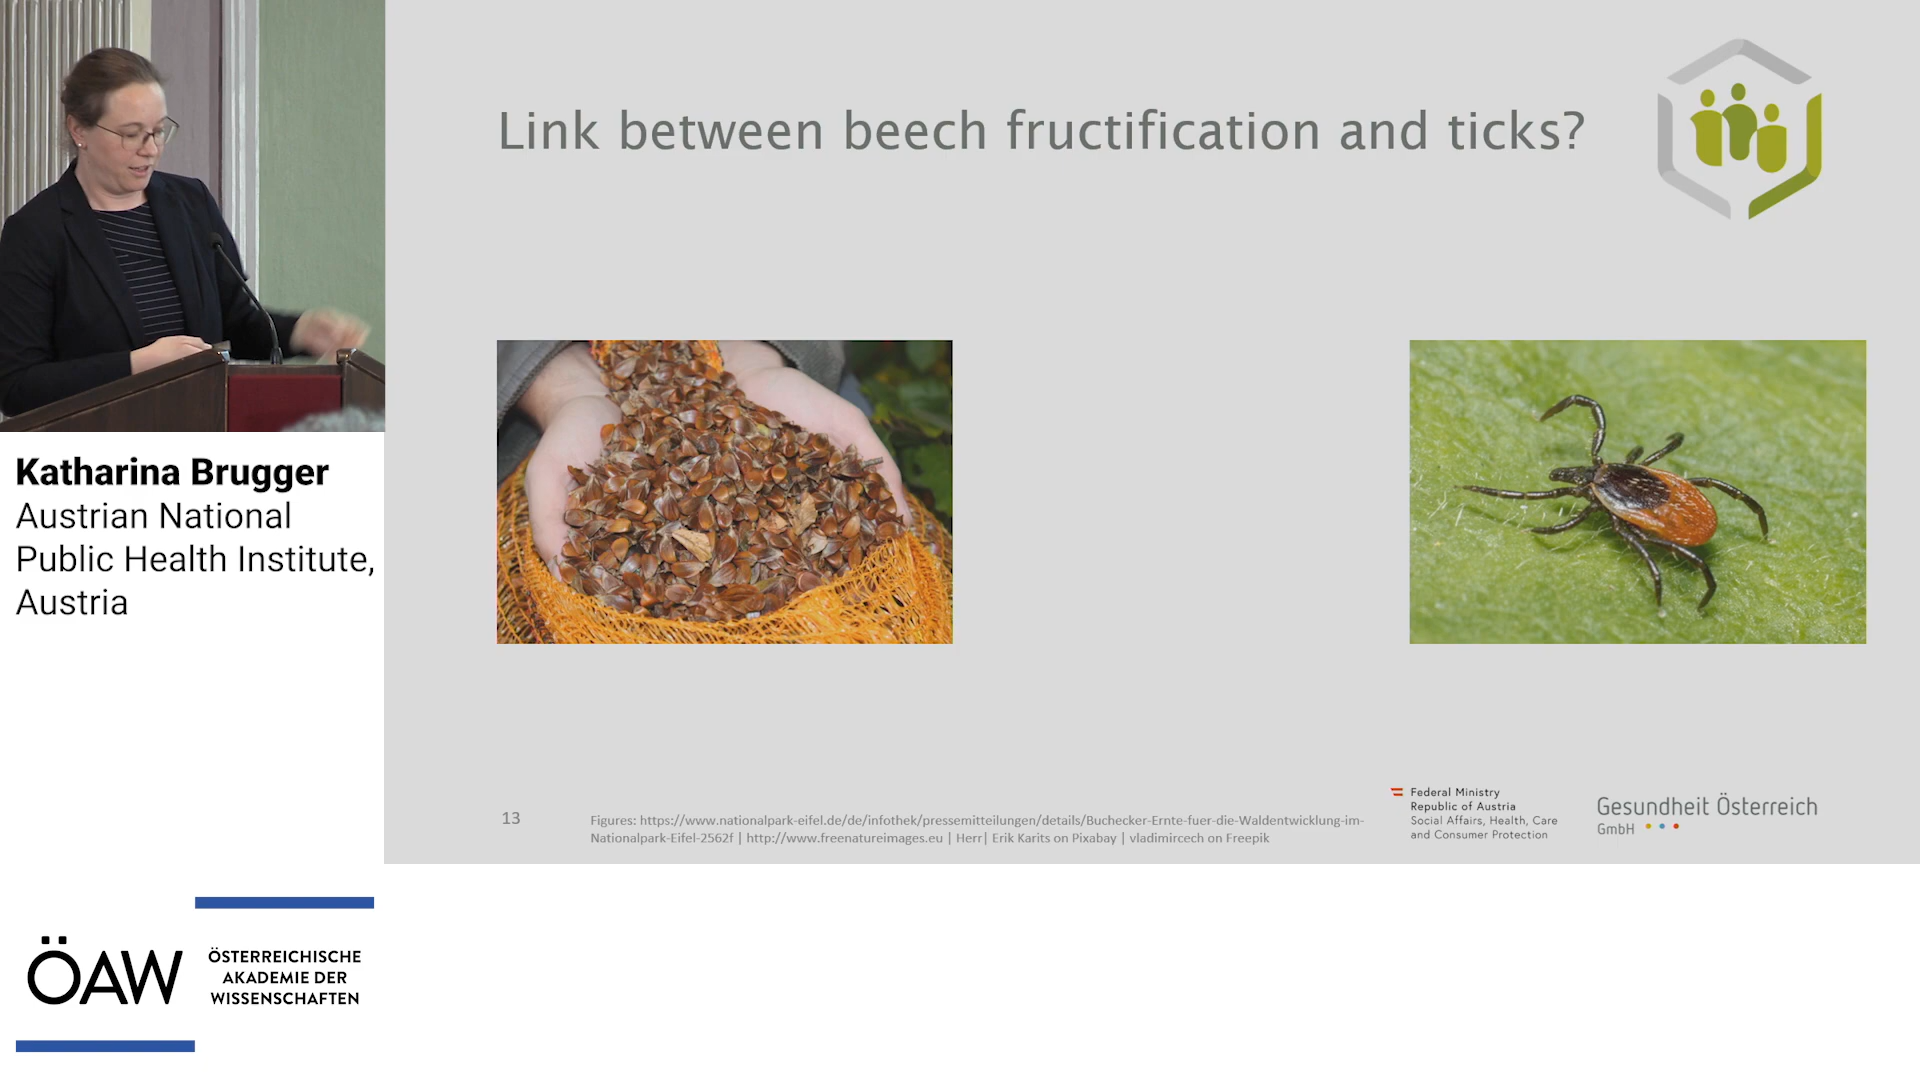 Link between beech fructification and ticks?
Katharina Brugger
Austrian National
Public Health Institute,
Austria
13
Figures: https://www.nationalpark-eifel.de/de/infothek/pressemitteilungen/details/Buchecker-Ernte-fuer-die-Waldentwicklung-im-
Nationalpark-Eifel-2562f | http://www.freenatureimages.eu | Herr| Erik Karits on Pixabay | vladimircech on Freepik
Federal Ministry
Republic of Austria
Social Affairs, Health, Care
and Consumer Protection
Gesundheit Österreich
GmbH
ÖAW
ÖSTERREICHISCHE
AKADEMIE DER
WISSENSCHAFTEN